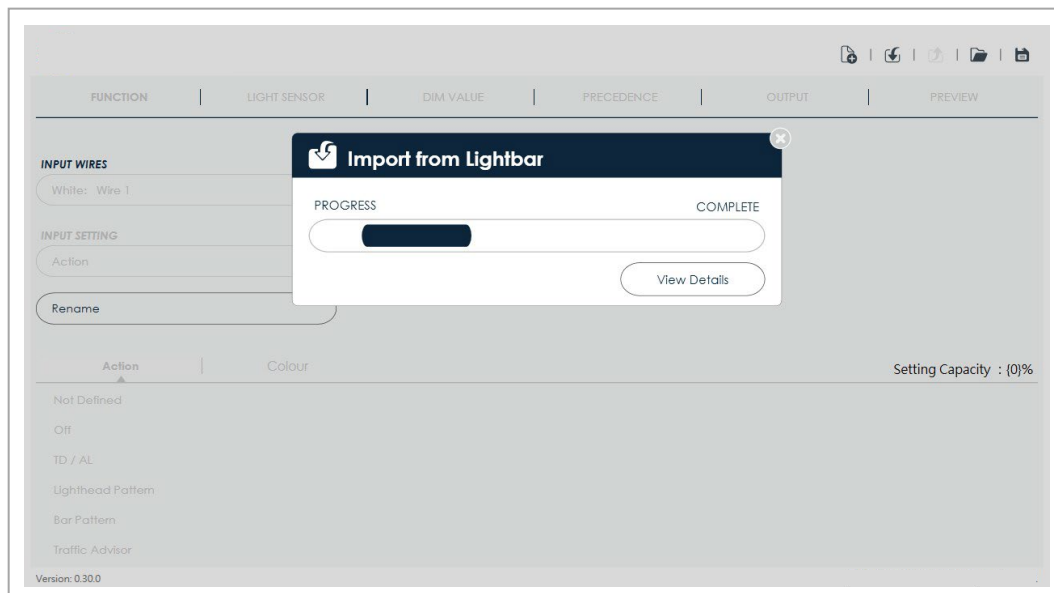 FUNCTION | LIGHT SENSOR | DIM VALUE | PRECEDENCE | OUTPUT | PREVIEW
INPUT WIRES
White: Wire 1
INPUT SETTING
Action
Rename
Import from Lightbar
PROGRESS COMPLETE
View Details
Action | Colour
Setting Capacity : {0}%
Not Defined
Off
TD / AL
Lighthead Pattern
Bar Pattern
Traffic Advisor
Version: 0.30.0